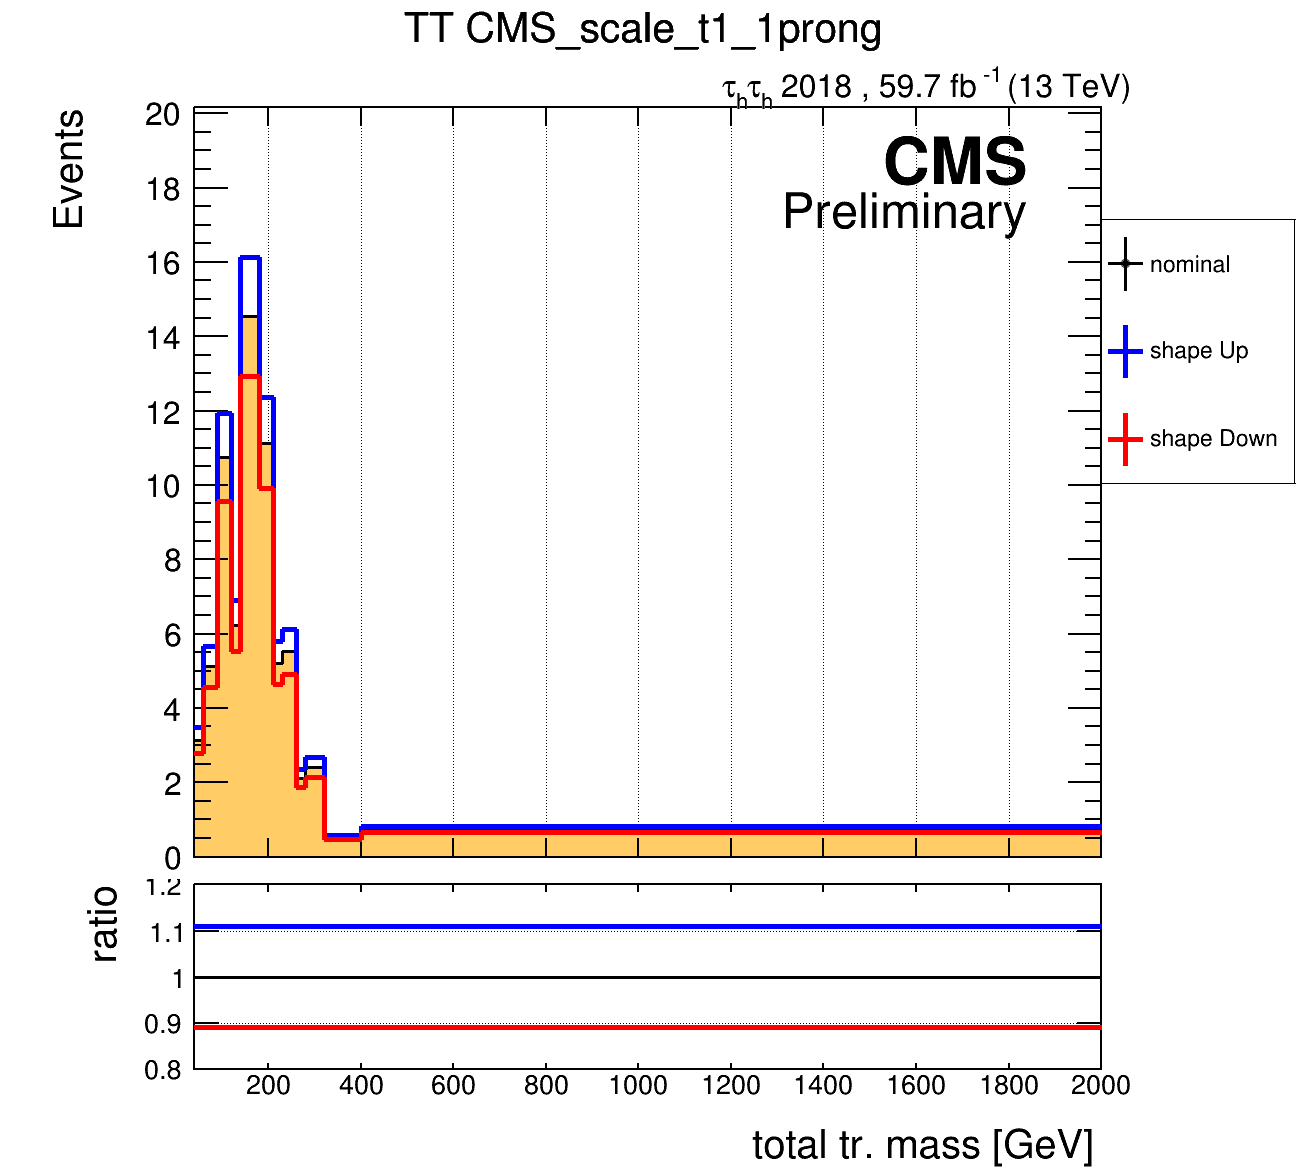 TT CMS_scale_t1_1prong
τhτh 2018 , 59.7 fb -1 (13 TeV)
Events
20
18
16
14
12
10
8
6
4
2
0
CMS
Preliminary
nominal
shape Up
shape Down
ratio
1.2
1.1
1
0.9
0.8
200 400 600 800 1000 1200 1400 1600 1800 2000
total tr. mass [GeV]